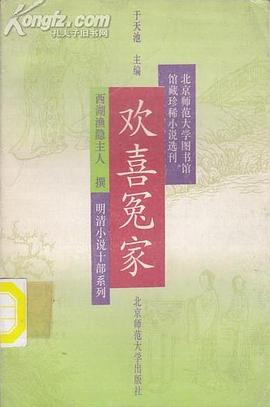 Kongfz.com
孔夫子旧书网
于天池 主编
北京师范大学图书馆
馆藏珍稀小说选刊
欢喜冤家
西湖渔隐主人 撰
明清小说十部系列
北京师范大学出版社